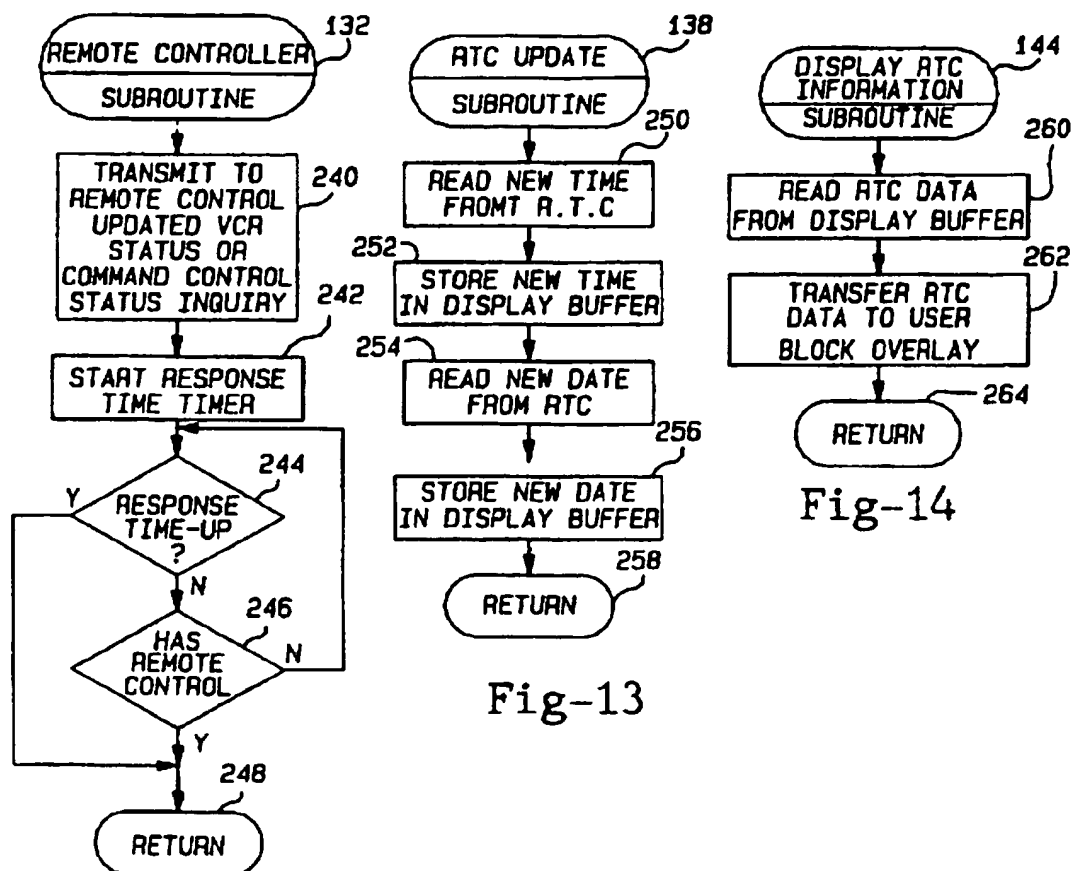 REMOTE CONTROLLER
SUBROUTINE
132
TRANSMIT TO
REMOTE CONTROL
UPDATED VCR
STATUS OR
COMMAND CONTROL
STATUS INQUIRY
240
242
START RESPONSE
TIME TIMER
244
Y
RESPONSE
TIME-UP
?
N
246
HAS
REMOTE
CONTROL
N
Y
248
RETURN
RTC UPDATE
SUBROUTINE
138
250
READ NEW TIME
FROMT R.T.C
252
STORE NEW TIME
IN DISPLAY BUFFER
254
READ NEW DATE
FROM RTC
256
STORE NEW DATE
IN DISPLAY BUFFER
258
RETURN
Fig-13
DISPLAY RTC
INFORMATION
SUBROUTINE
144
260
READ RTC DATA
FROM DISPLAY BUFFER
262
TRANSFER RTC
DATA TO USER
BLOCK OVERLAY
264
RETURN
Fig-14